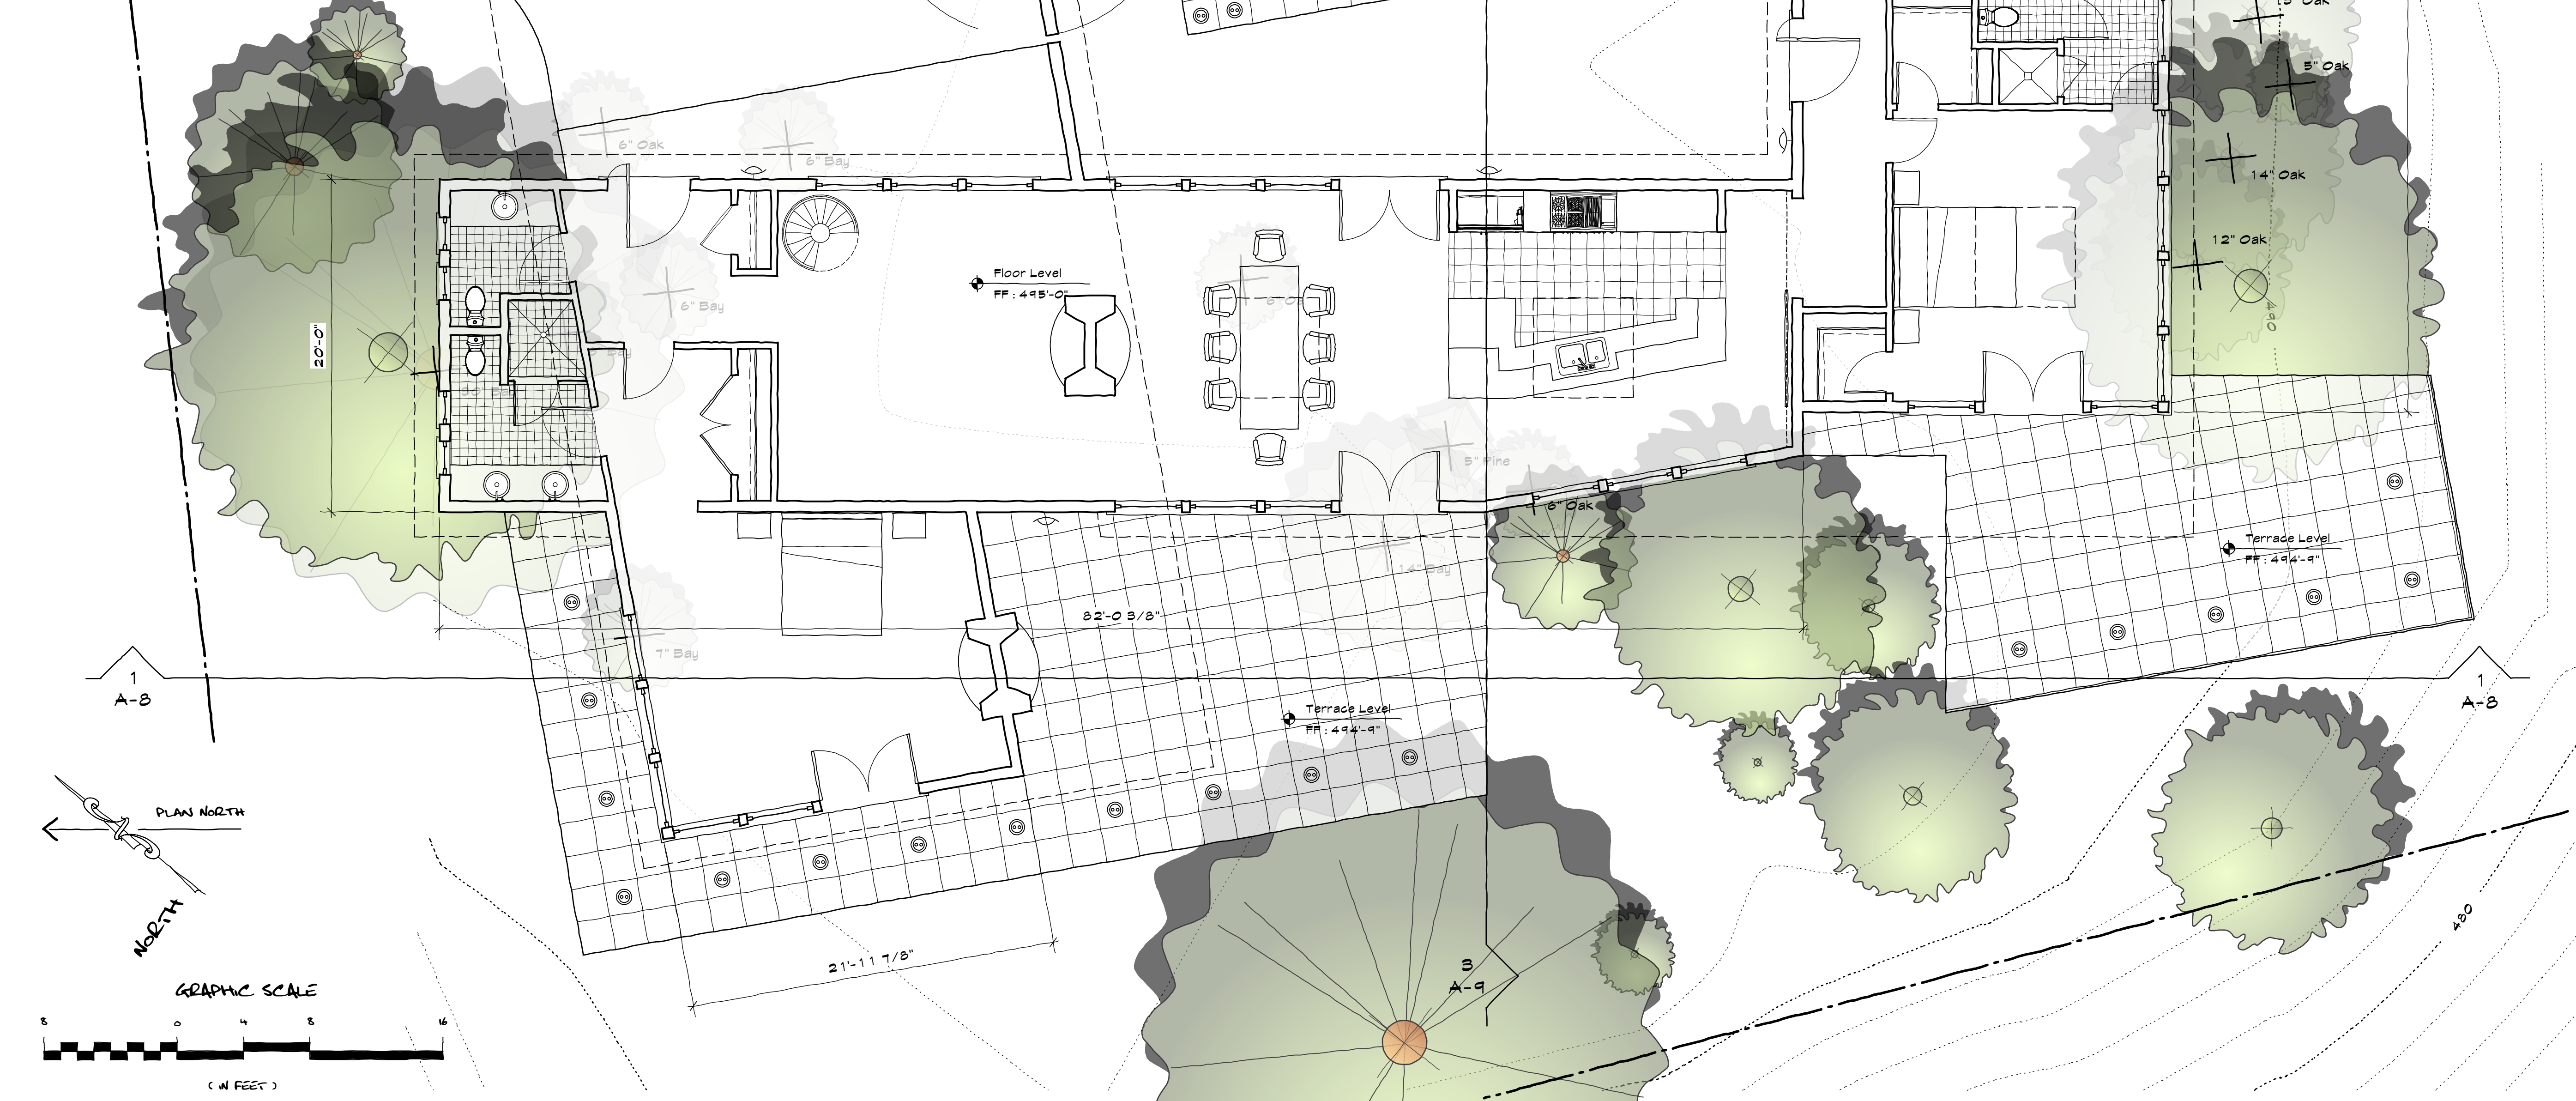 5" Oak
5" Oak
6" Oak
6" Bay
14" Oak
12" Oak
Floor Level
FF : 495'-0"
6" Bay
490
20'-0"
5" Pine
6" Oak
Terrace Level
FF : 494'-9"
14" Bay
82'-0 3/8"
7" Bay
1
A-8
1
A-8
Terrace Level
FF : 494'-9"
PLAN NORTH
NORTH
480
21'-11 7/8"
3
A-9
GRAPHIC SCALE
8 0 4 8 16
( IN FEET )